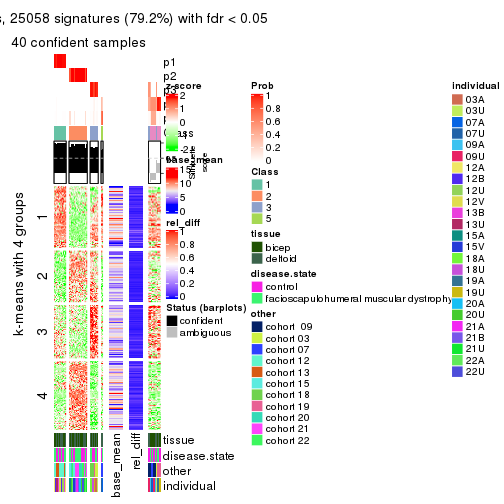 s, 25058 signatures (79.2%) with fdr < 0.05
40 confident samples
p1
p2
p3
z-score
2
1
0
-1
-2
Class
Silhouette
score
base_mean
15
10
5
0
rel_diff
1
0.8
0.6
0.4
0.2
0
Status (barplots)
confident
ambiguous
k-means with 4 groups
1
2
3
4
tissue
disease.state
other
individual
base_mean
rel_diff
Prob
1
0.8
0.6
0.4
0.2
0
Class
1
2
3
5
tissue
bicep
deltoid
disease.state
control
facioscapulohumeral muscular dystrophy
other
cohort 09
cohort 03
cohort 07
cohort 12
cohort 13
cohort 15
cohort 18
cohort 19
cohort 20
cohort 21
cohort 22
individual
03A
03U
07A
07U
09A
09U
12A
12B
12U
12V
13B
13U
15A
15V
18A
18U
19A
19U
20A
20U
21A
21B
21U
22A
22U